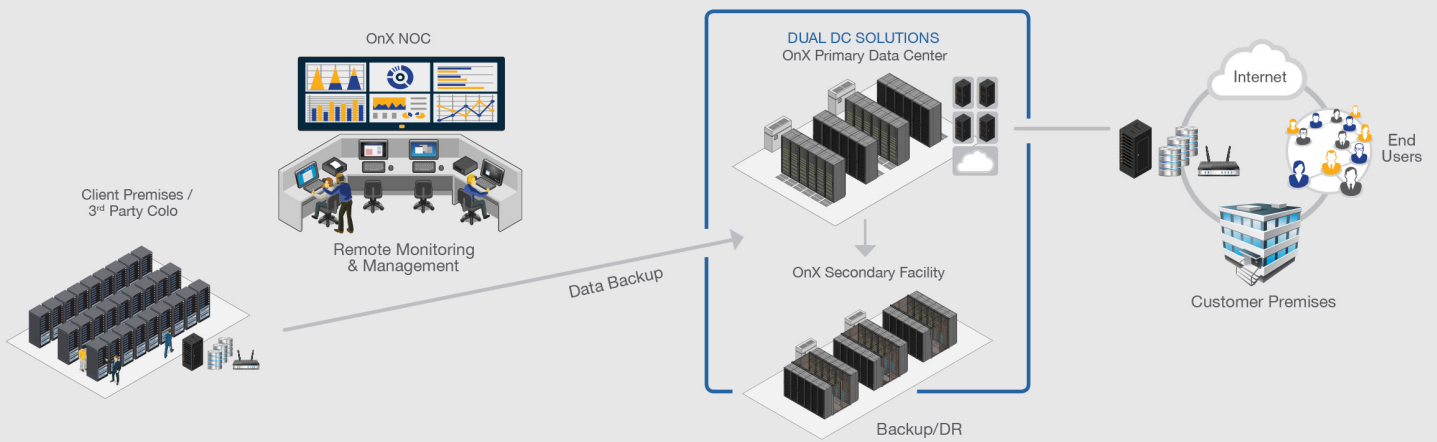 OnX NOC
Remote Monitoring
& Management
Client Premises /
3rd Party Colo
Data Backup
DUAL DC SOLUTIONS
OnX Primary Data Center
OnX Secondary Facility
Backup/DR
Internet
End
Users
Customer Premises